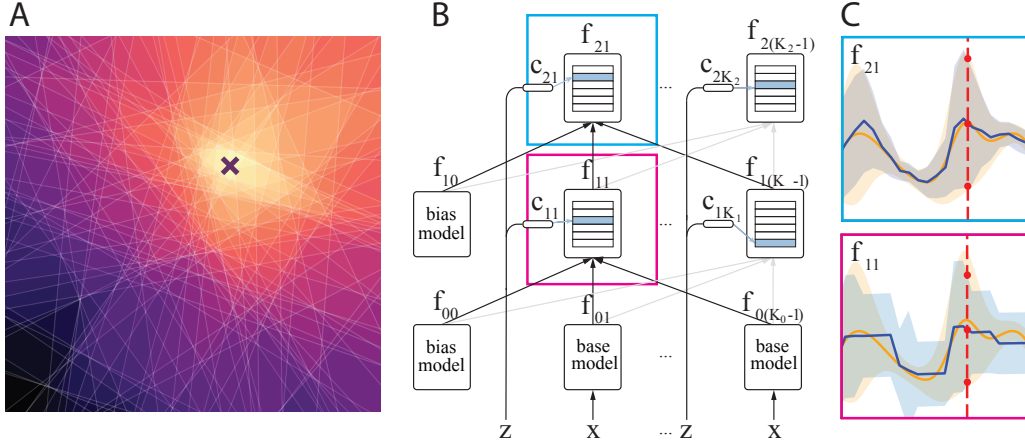 A
B
C
f21
f2(K2-1)
c21
...
c2K2
f10
bias
model
f11
f1(K -1)
c11
...
c1K1
f00
bias
model
f01
base
model
...
f0(K0-1)
base
model
z
x
...
z
x
f21
f11